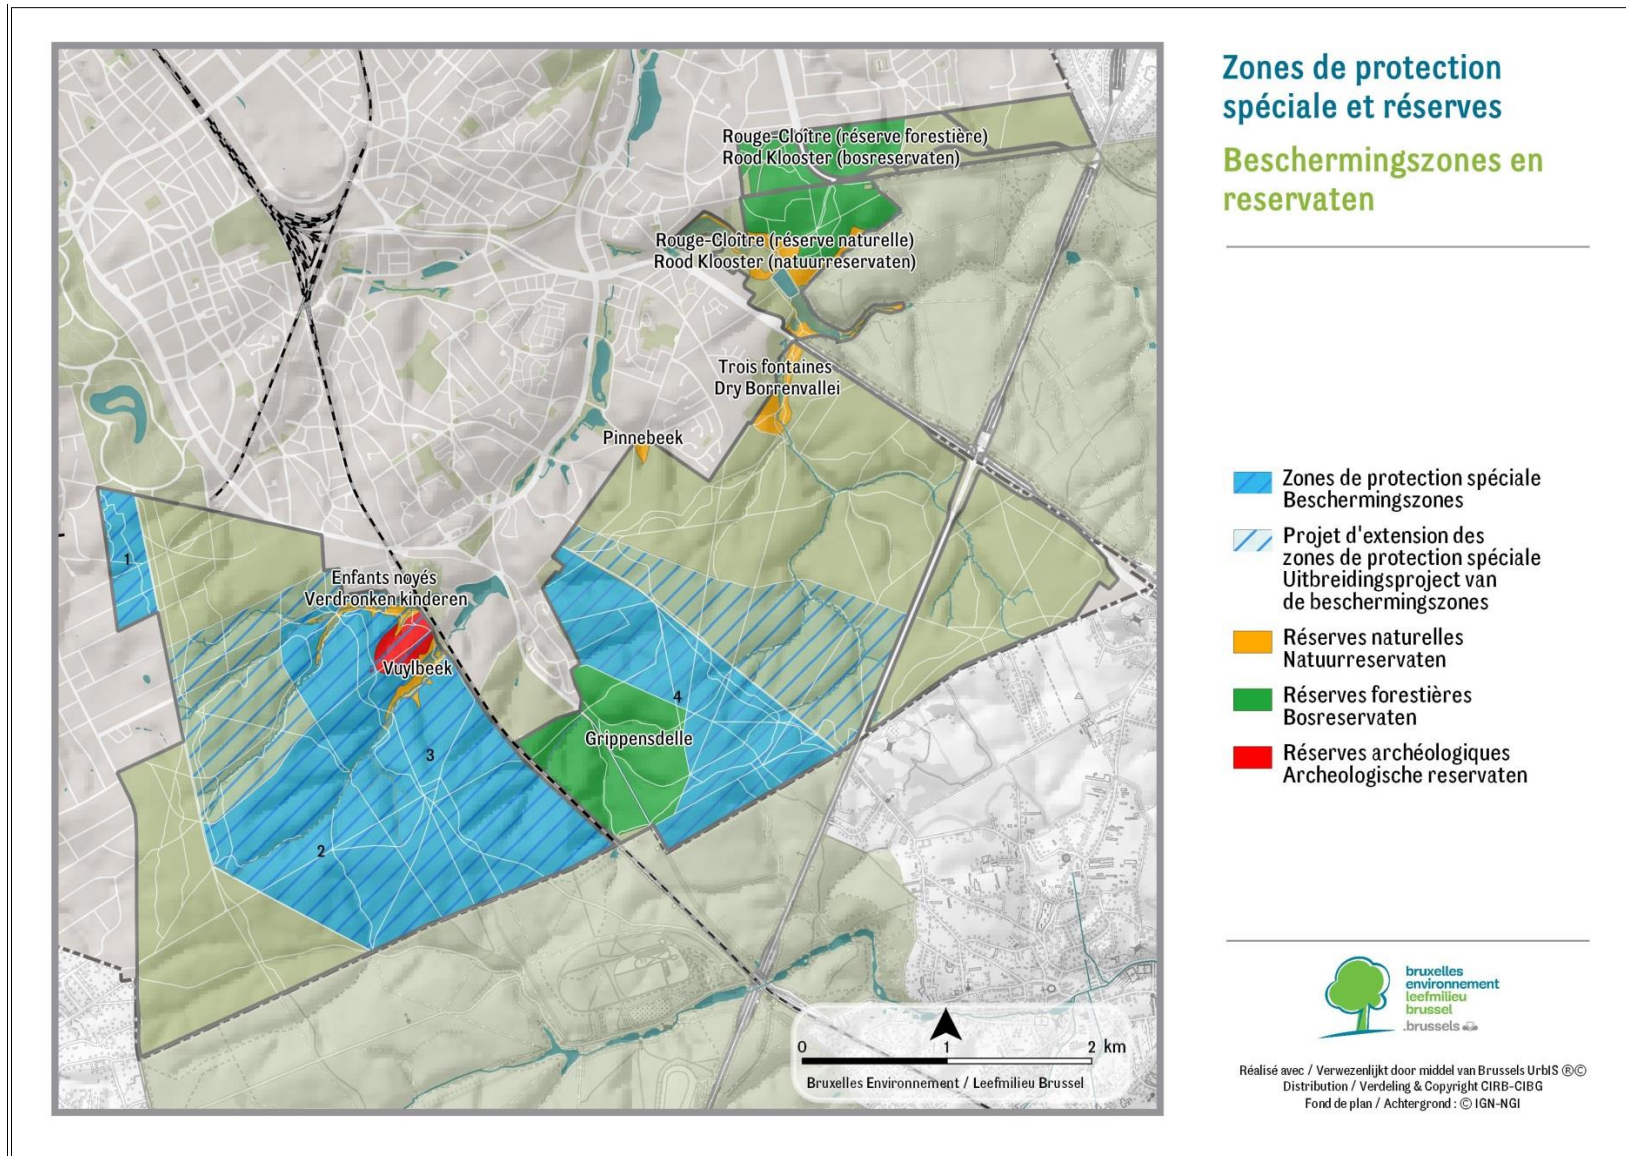 Zones de protection
spéciale et réserves
Beschermingszones en
reservaten
Rouge-Cloître (réserve forestière)
Rood Klooster (bosreservaten)
Rouge-Cloître (réserve naturelle)
Rood Klooster (natuurreservaten)
Trois fontaines
Dry Borrenvallei
Pinnebeek
1
Enfants noyés
Verdronken kinderen
Vuylbeek
4
Grippensdelle
3
2
Zones de protection spéciale
Beschermingszones
Projet d'extension des
zones de protection spéciale
Uitbreidingsproject van
de beschermingszones
Réserves naturelles
Natuurreservaten
Réserves forestières
Bosreservaten
Réserves archéologiques
Archeologische reservaten
0 1 2 km
Bruxelles Environnement / Leefmilieu Brussel
bruxelles
environnement
leefmilieu
brussel
.brussels
Réalisé avec / Verwezenlijkt door middel van Brussels UrbIS ®©
Distribution / Verdeling & Copyright CIRB-CIBG
Fond de plan / Achtergrond : © IGN-NGI